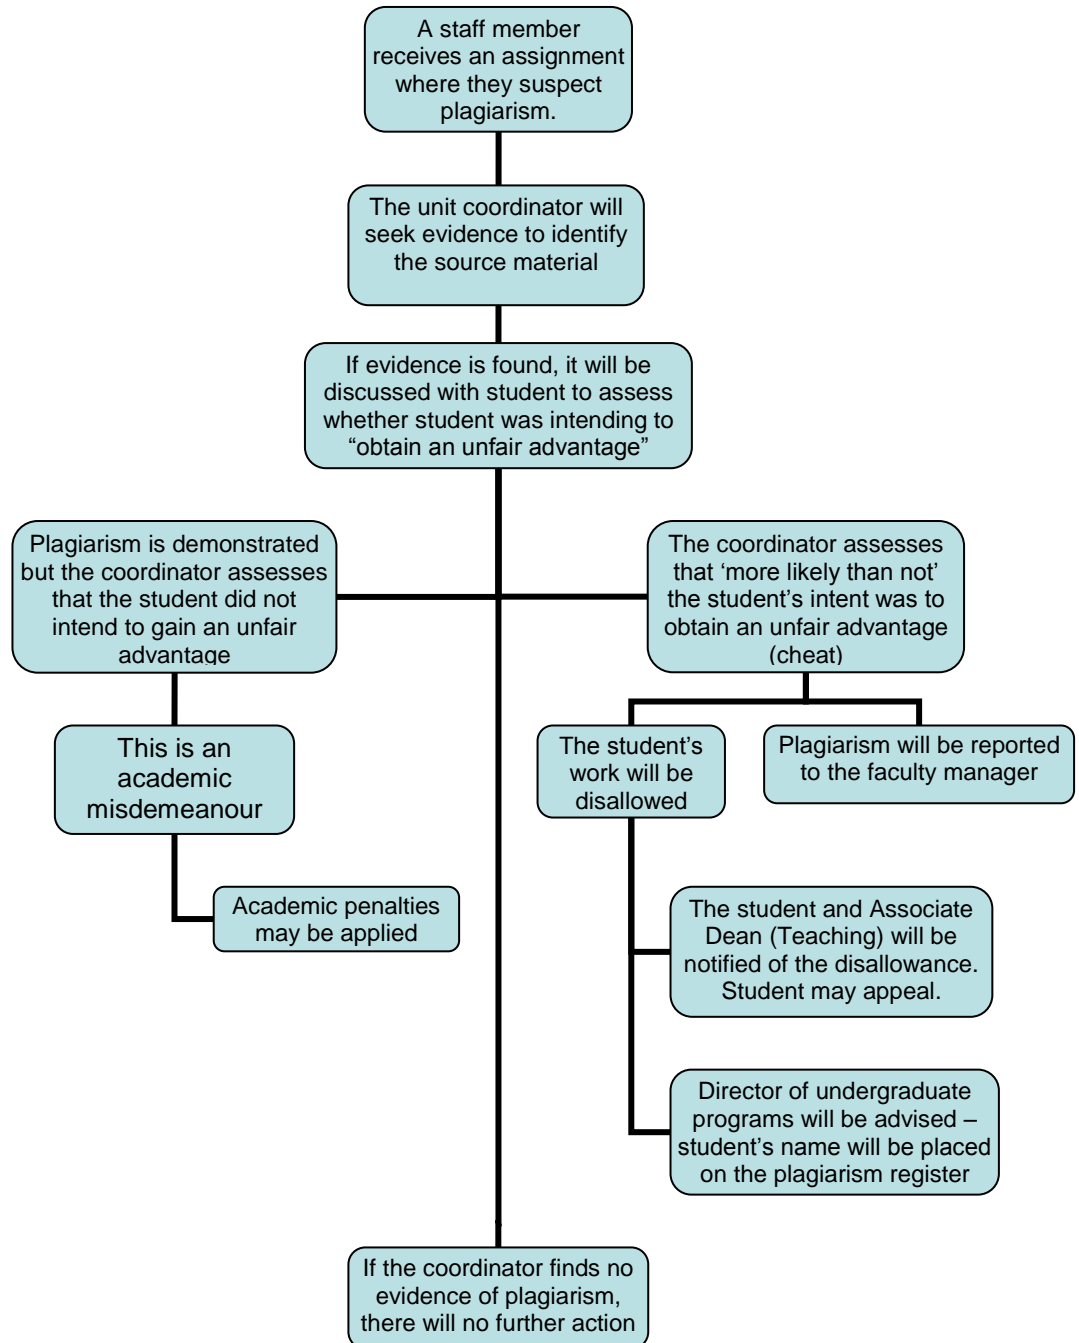 A staff member
receives an assignment
where they suspect
plagiarism.
The unit coordinator will
seek evidence to identify
the source material
If evidence is found, it will be
discussed with student to assess
whether student was intending to
“obtain an unfair advantage”
Plagiarism is demonstrated
but the coordinator assesses
that the student did not
intend to gain an unfair
advantage
The coordinator assesses
that ‘more likely than not’
the student’s intent was to
obtain an unfair advantage
(cheat)
This is an
academic
misdemeanour
The student’s
work will be
disallowed
Plagiarism will be reported
to the faculty manager
Academic penalties
may be applied
The student and Associate
Dean (Teaching) will be
notified of the disallowance.
Student may appeal.
Director of undergraduate
programs will be advised –
student’s name will be placed
on the plagiarism register
If the coordinator finds no
evidence of plagiarism,
there will no further action